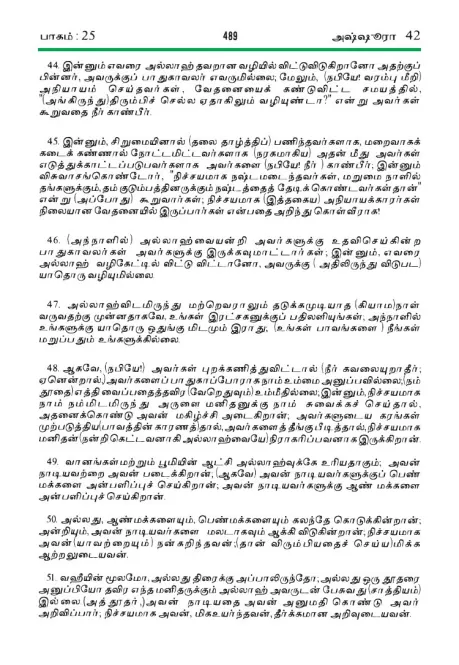 பாகம் : 25 489 அஷ்ஷூரா 42
44. இன்னும் எவரை அல்லாஹ் தவறான வழியில் விட்டுவிடுகிறானோ அதற்குப்
பின்னர், அவருக்குப் பாதுகாவலர் எவருமில்லை; மேலும், (நபியே! வரம்பு மீறி)
அநியாயம் செய்தவர்கள், வேதனையைக் கண்டுவிட்ட சமயத்தில்,
"(அங்கிருந்து)திரும்பிச் செல்ல ஏதாகிலும் வழியுண்டா?" என்று அவர்கள்
கூறுவதை நீர் காண்பீர்.
45. இன்னும், சிறுமையினால் (தலை தாழ்த்திப்) பணிந்தவர்களாக, மறைவாகக்
கடைக் கண்ணால் நோட்டமிட்டவர்களாக (நரகமாகிய) அதன் மீது அவர்கள்
எடுத்துக்காட்டப்படுபவர்களாக அவர்களை (நபியே! நீர் ) காண்பீர்; இன்னும்
விசுவாசங்கொண்டோர், "நிச்சயமாக நஷ்டமடைந்தவர்கள், மறுமை நாளில்
தங்களுக்கும், தம் குடும்பத்தினருக்கும் நஷ்டத்தைத் தேடிக் கொண்டவர்கள்தான்"
என்று (அப்போது) கூறுவார்கள்; நிச்சயமாக (இத்தகைய) அநியாயக்காரர்கள்
நிலையான வேதனையில் இருப்பார்கள் என்பதை அறிந்து கொள்வீராக!
46. (அந்நாளில்) அல்லாஹ்வையன்றி அவர்களுக்கு உதவிசெய்கின்ற
பாதுகாவலர்கள் அவர்களுக்கு இருக்கவுமாட்டார்கள்; இன்னும், எவரை
அல்லாஹ் வழிகேட்டில் விட்டு விட்டானோ, அவருக்கு ( அதிலிருந்து விடுபட)
யாதொரு வழியுமில்லை.
47. அல்லாஹ்விடமிருந்து மற்றெவராலும் தடுக்கமுடியாத (கியாம)நாள்
வருவதற்கு முன்னதாகவே, உங்கள் இரட்சகனுக்குப் பதிலளியுங்கள்; அந்நாளில்
உங்களுக்கு யாதொரு ஒதுங்குமிடமும் இராது; (உங்கள் பாவங்களை ) நீங்கள்
மறுப்பதும் உங்களுக்கில்லை.
48. ஆகவே, (நபியே!) அவர்கள் புறக்கணித்துவிட்டால் (நீர் கவலையுறாதீர்;
ஏனென்றால்,)அவர்களைப் பாதுகாப்போராக நாம் உம்மை அனுப்பவில்லை;(நம்
தூதை)எத்திவைப்பதைத்தவிர (வேறெதுவும்)உம்மீதில்லை;இன்னும், நிச்சயமாக
நாம் நம்மிடமிருந்து அருளை மனிதனுக்கு நாம் சுவைக்கச் செய்தால்,
அதனைக்கொண்டு அவன் மகிழ்ச்சி அடைகிறான்; அவர்களுடைய கரங்கள்
முற்படுத்திய(பாவத்தின் காரணத்)தால், அவர்களைத் தீங்குபீடித்தால், நிச்சயமாக
மனிதன்(நன்றிகெட்டவனாகி அல்லாஹ்வையே)நிராகரிப்பவனாக இருக்கிறான்.
49. வானங்கள் மற்றும் பூமியின் ஆட்சி அல்லாஹ்வுக்கே உரியதாகும்; அவன்
நாடியவற்றை அவன் படைக்கிறான்; (ஆகவே) அவன் நாடியவர்களுக்குப் பெண்
மக்களை அன்பளிப்புச் செய்கிறான்; அவன் நாடியவர்களுக்கு ஆண் மக்களை
அன்பளிப்புச் செய்கிறான்.
50. அல்லது, ஆண்மக்களையும், பெண்மக்களையும் கலந்தே கொடுக்கின்றான்;
அன்றியும், அவன் நாடியவர்களை மலடாகவும் ஆக்கி விடுகின்றான்; நிச்சயமாக
அவன்(யாவற்றையும்) நன்கறிந்தவன்;(தான் விரும்பியதைச் செய்ய)மிக்க
ஆற்றலுடையவன்.
51. வஹீயின் மூலமோ, அல்லது திரைக்கு அப்பாலிருந்தோ; அல்லது ஒரு தூதரை
அனுப்பியோ தவிர எந்த மனிதருக்கும் அல்லாஹ் அவருடன் பேசுவது(சாத்தியம்)
இல்லை (அத்தூதர் ,)அவன் நாடியதை அவன் அனுமதி கொண்டு அவர்
அறிவிப்பார்; நிச்சயமாக அவன், மிகஉயர்ந்தவன், தீர்க்கமான அறிவுடையவன்.